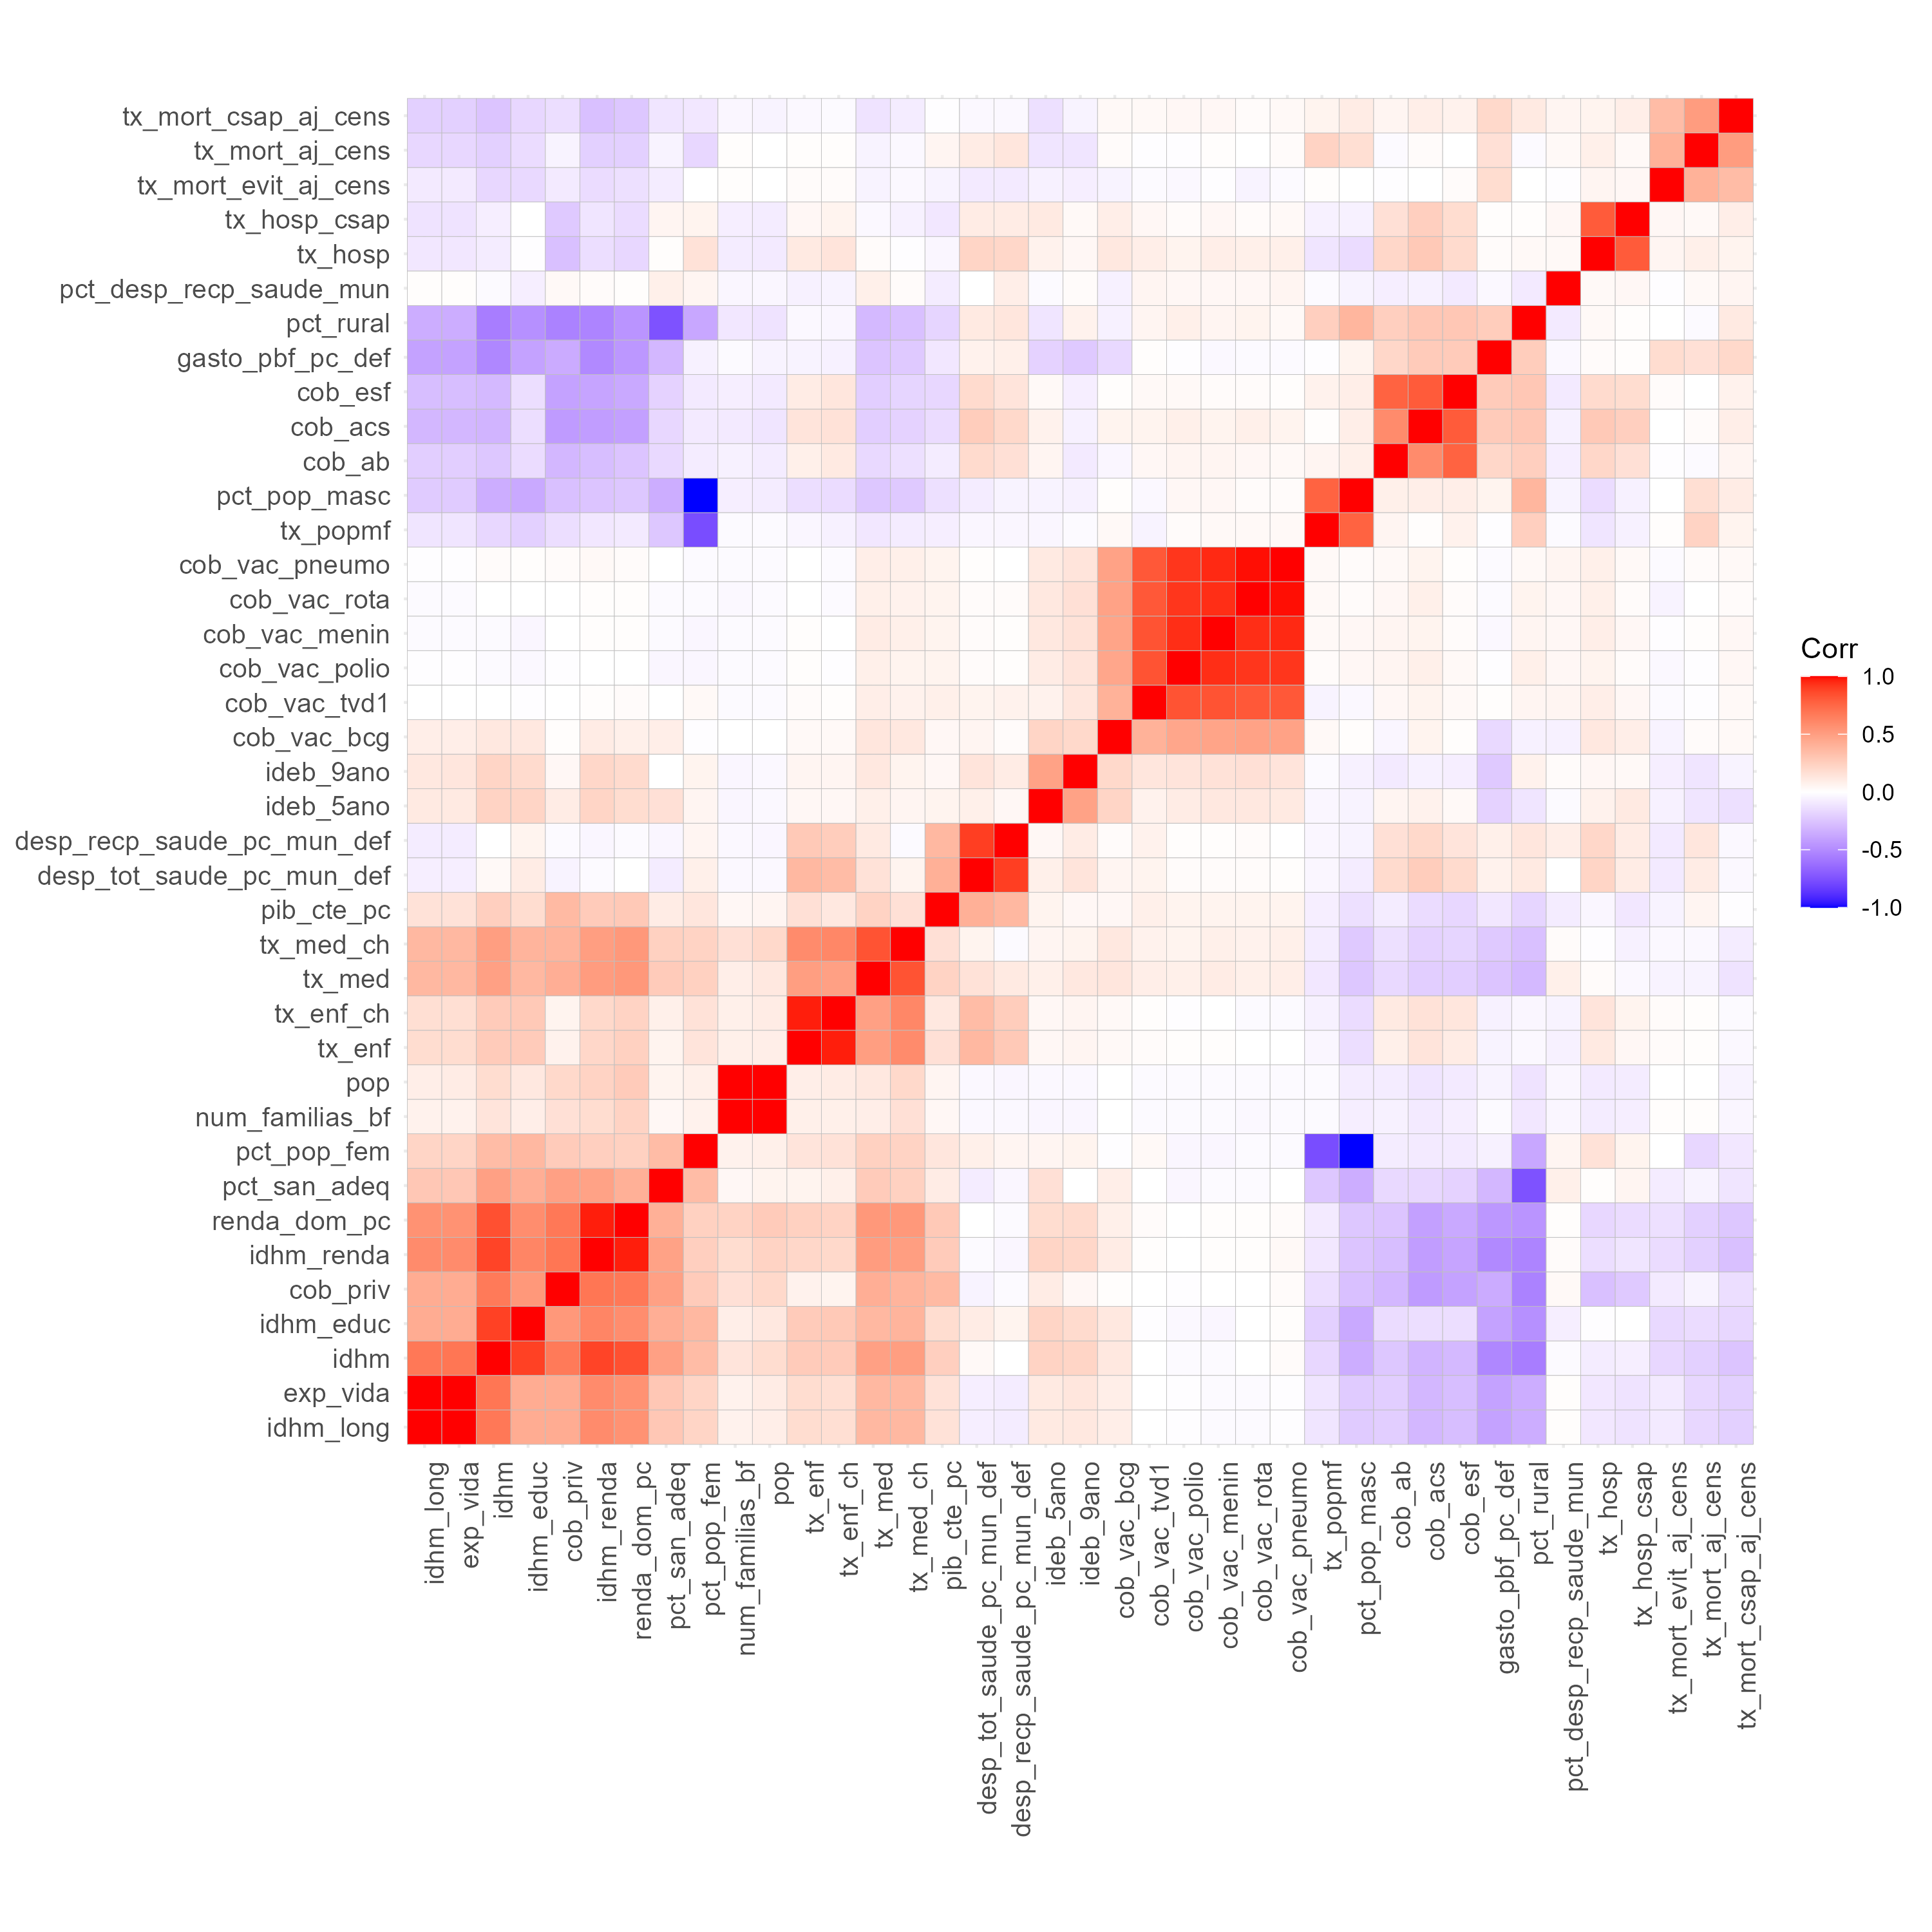 tx_mort_csap_aj_cens
tx_mort_aj_cens
tx_mort_evit_aj_cens
tx_hosp_csap
tx_hosp
pct_desp_recp_saude_mun
pct_rural
gasto_pbf_pc_def
cob_esf
cob_acs
cob_ab
pct_pop_masc
tx_popmf
cob_vac_pneumo
cob_vac_rota
cob_vac_menin
cob_vac_polio
cob_vac_tvd1
cob_vac_bcg
ideb_9ano
ideb_5ano
desp_recp_saude_pc_mun_def
desp_tot_saude_pc_mun_def
pib_cte_pc
tx_med_ch
tx_med
tx_enf_ch
tx_enf
pop
num_familias_bf
pct_pop_fem
pct_san_adeq
renda_dom_pc
idhm_renda
cob_priv
idhm_educ
idhm
exp_vida
idhm_long
idhm_long
exp_vida
idhm
idhm_educ
cob_priv
idhm_renda
renda_dom_pc
pct_san_adeq
pct_pop_fem
num_familias_bf
pop
tx_enf
tx_enf_ch
tx_med
tx_med_ch
pib_cte_pc
desp_tot_saude_pc_mun_def
desp_recp_saude_pc_mun_def
ideb_5ano
ideb_9ano
cob_vac_bcg
cob_vac_tvd1
cob_vac_polio
cob_vac_menin
cob_vac_rota
cob_vac_pneumo
tx_popmf
pct_pop_masc
cob_ab
cob_acs
cob_esf
gasto_pbf_pc_def
pct_rural
pct_desp_recp_saude_mun
tx_hosp
tx_hosp_csap
tx_mort_evit_aj_cens
tx_mort_aj_cens
tx_mort_csap_aj_cens
Corr
1.0
0.5
0.0
-0.5
-1.0